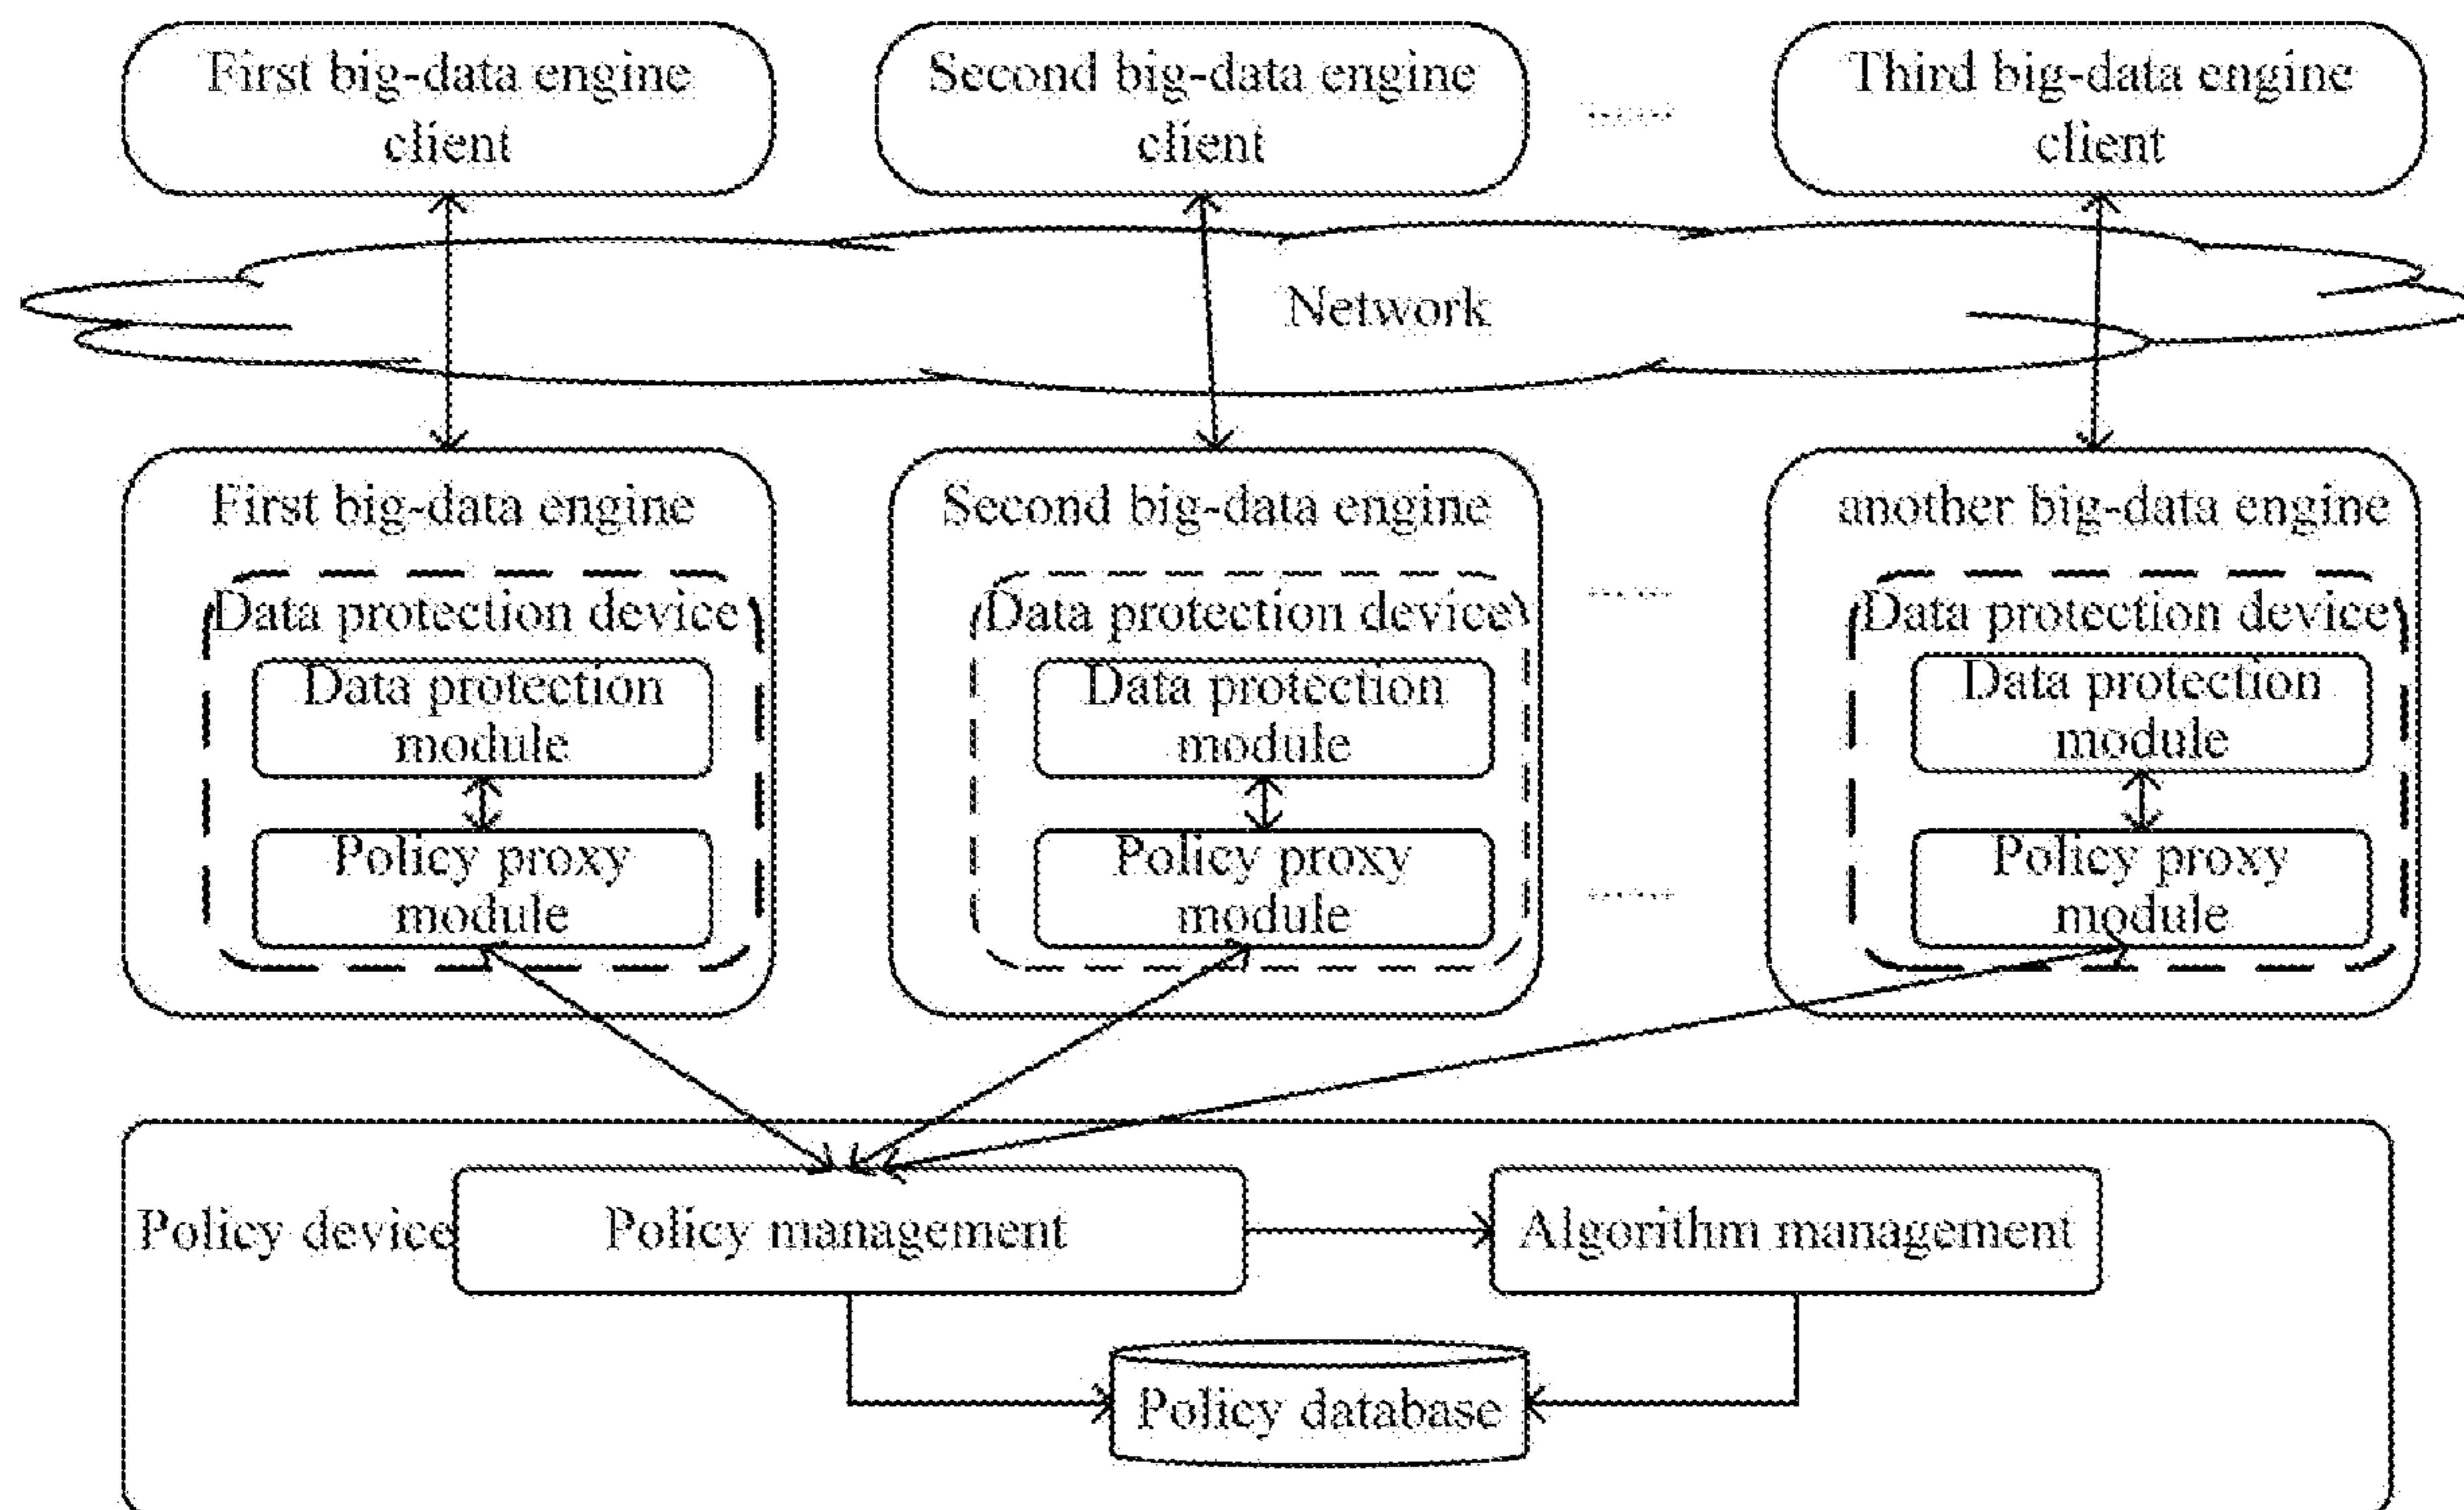 First big-data engine
client
Second big-data engine
client
......
Third big-data engine
client
Network
First big-data engine
Data protection device
Data protection
module
Policy proxy
module
Second big-data engine
Data protection device
Data protection
module
Policy proxy
module
......
......
another big-data engine
Data protection device
Data protection
module
Policy proxy
module
Policy device
Policy management
Algorithm management
Policy database